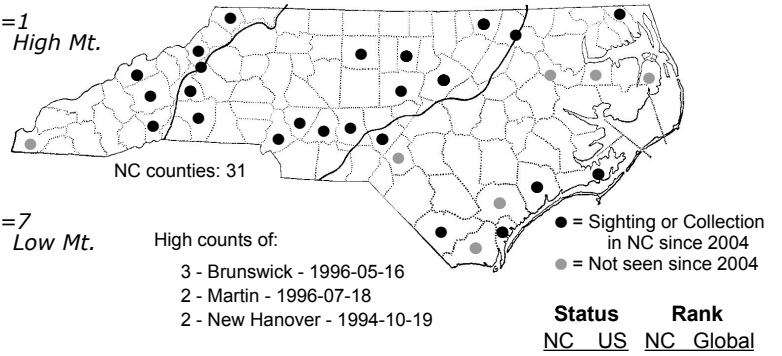 =1
High Mt.
NC counties: 31
=7
Low Mt.
High counts of:
3 - Brunswick - 1996-05-16
2 - Martin - 1996-07-18
2 - New Hanover - 1994-10-19
= Sighting or Collection
in NC since 2004
= Not seen since 2004
Status Rank
NC US NC Global